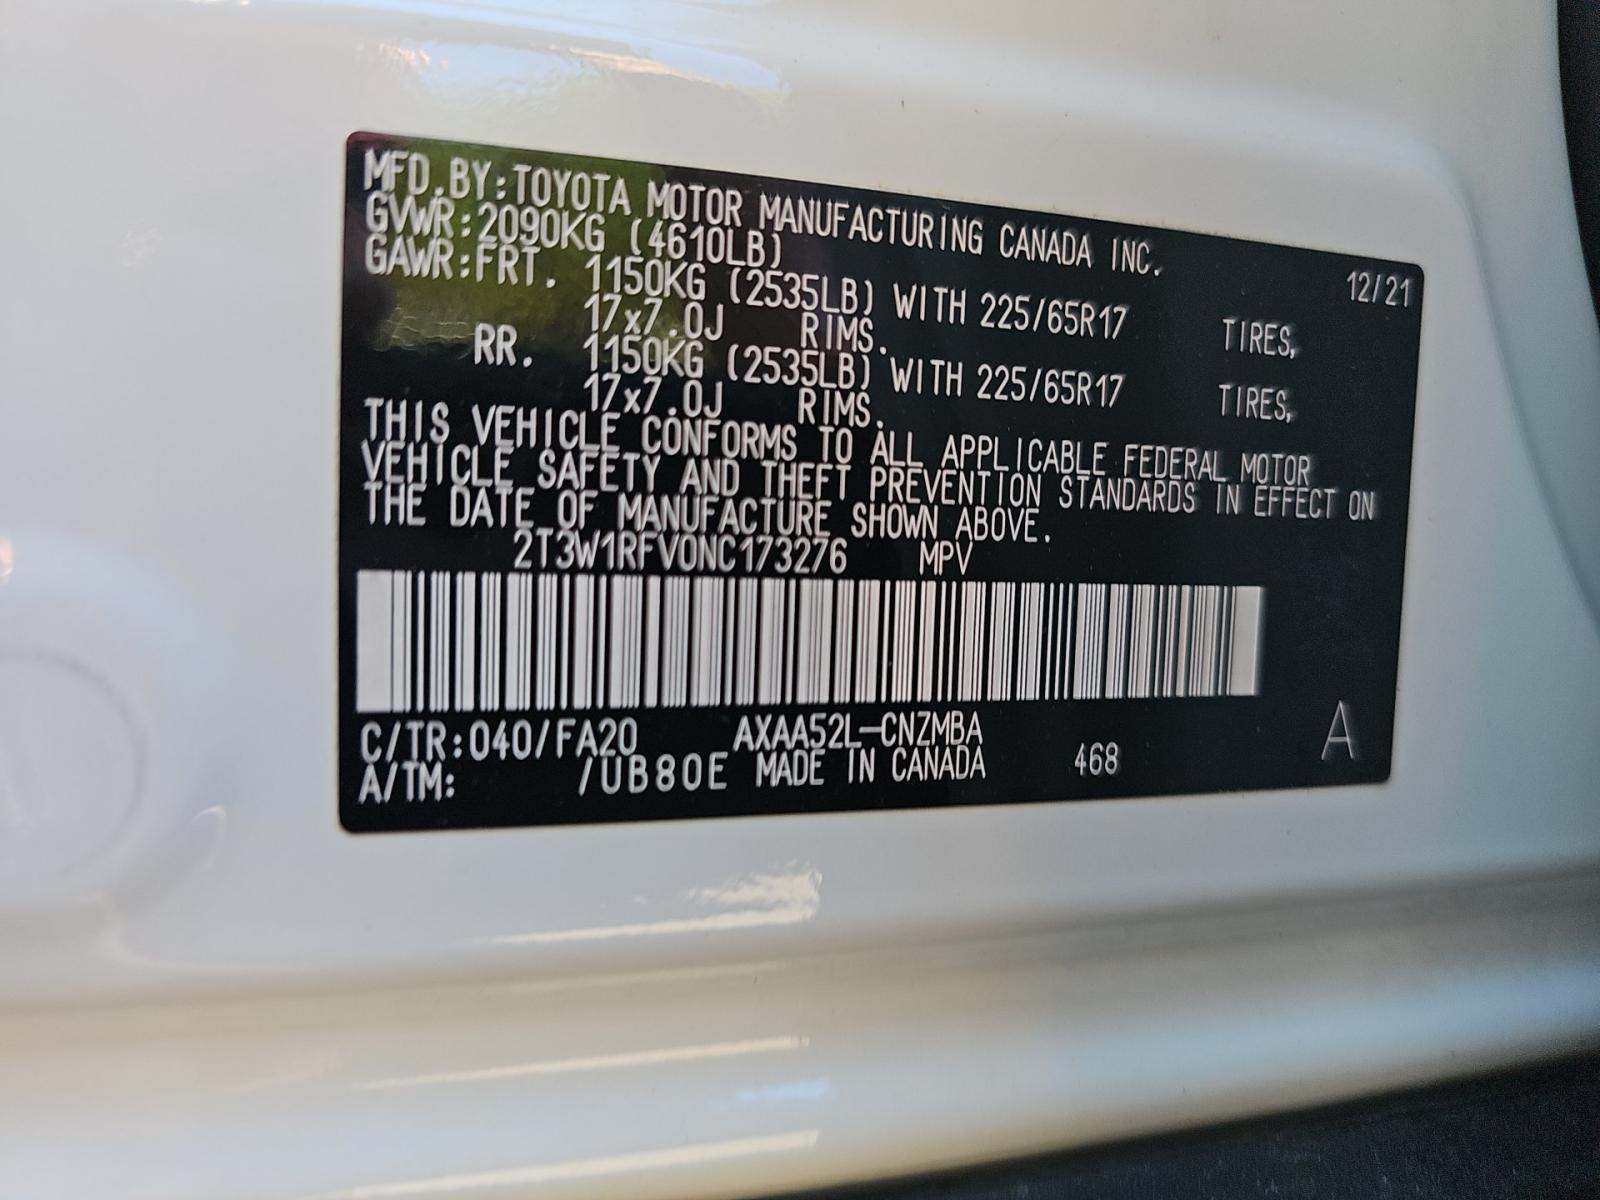 MFD.BY:TOYOTA MOTOR MANUFACTURING CANADA INC.
GVWR:2090KG (4610LB) 12/21
GAWR:FRT. 1150KG (2535LB) WITH 225/65R17 TIRES,
17x7.0J RIMS.
RR. 1150KG (2535LB) WITH 225/65R17 TIRES,
17x7.0J RIMS.
THIS VEHICLE CONFORMS TO ALL APPLICABLE FEDERAL MOTOR
VEHICLE SAFETY AND THEFT PREVENTION STANDARDS IN EFFECT ON
THE DATE OF MANUFACTURE SHOWN ABOVE.
2T3W1RFV0NC173276 MPV
C/TR:040/FA20 AXAA52L-CNZMBA
A/TM: /UB80E MADE IN CANADA 468 A